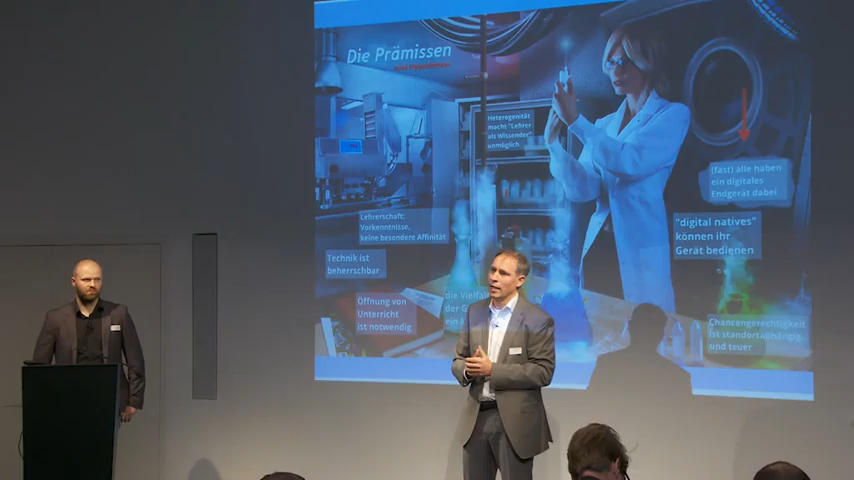 Die Prämissen
Heterogenität
macht "Lehrer
als Wissender"
unmöglich
(fast) alle haben
ein digitales
Endgerät dabei
Lehrerschaft:
Vorkenntnisse,
keine besondere Affinität
"digital natives"
können ihr
Gerät bedienen
Technik ist
beherrschbar
Öffnung von
Unterricht
ist notwendig
die Vielfalt
der
ein
Chancengerechtigkeit
ist standortabhängig
und teuer